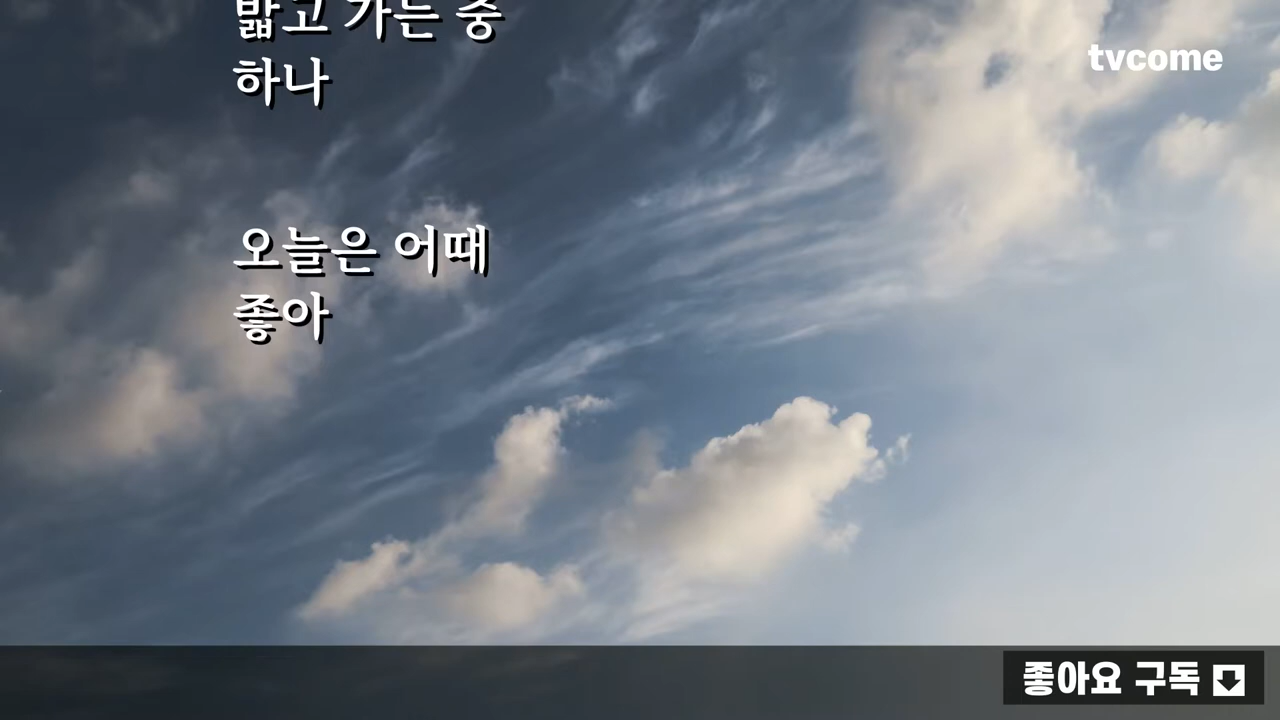 밟고 가는 중
하나
tvcome
오늘은 어때
좋아
좋아요 구독